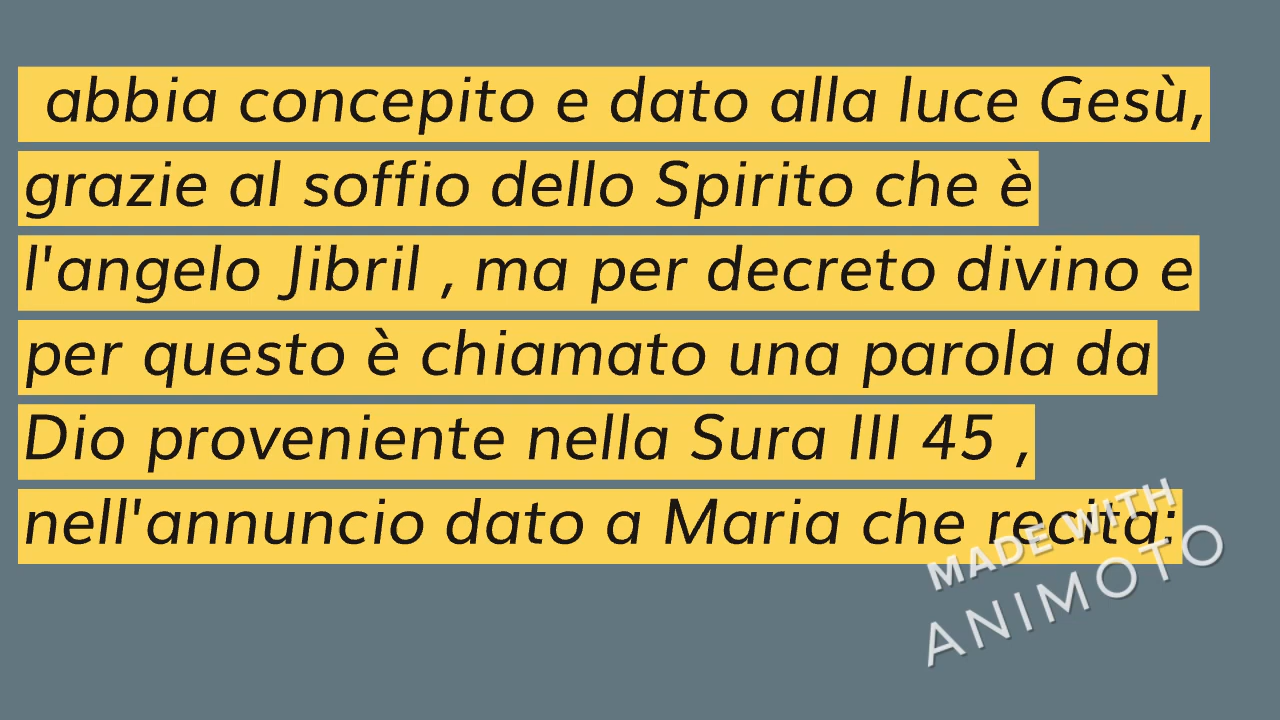 abbia concepito e dato alla luce Gesù,
grazie al soffio dello Spirito che è
l'angelo Jibril , ma per decreto divino e
per questo è chiamato una parola da
Dio proveniente nella Sura III 45 ,
nell'annuncio dato a Maria che recita:
MADE WITH
ANIMOTO